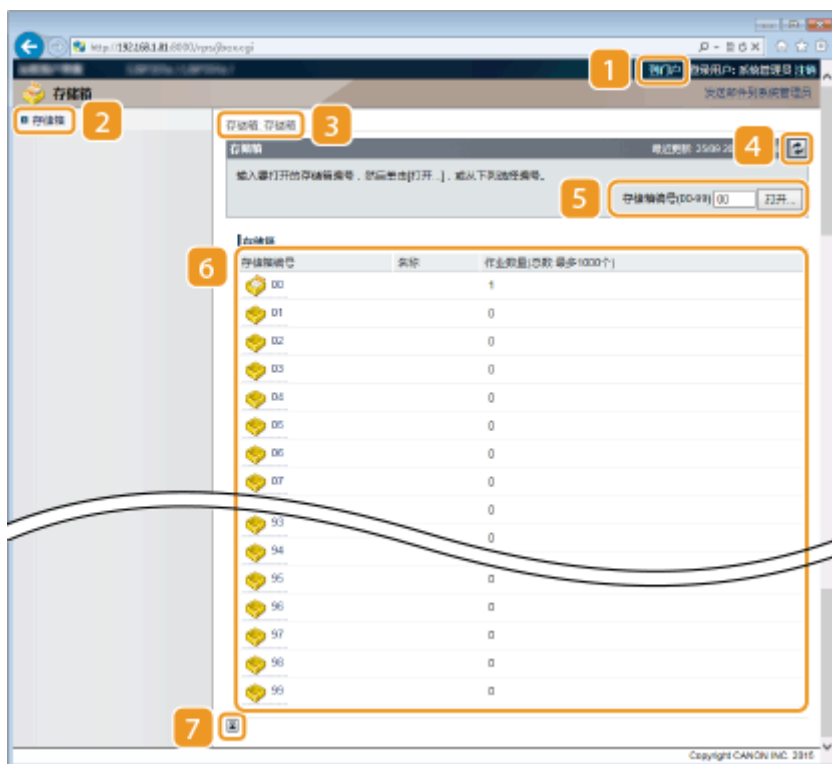 http://192.168.1.81:8000/rps/jbox.cgi
1
到门户 登录用户: 系统管理员 注销
存储箱
发送邮件到系统管理员
存储箱
2
存储箱: 存储箱
3
存储箱
最近更新: 25/09 20
4
输入要打开的存储箱编号，然后单击[打开...]，或从下列选择编号。
5
存储箱编号(00-99) 00 打开...
存储箱
6
存储箱编号 名称 作业数量(总数 最多1000个)
00 1
01 0
02 0
03 0
04 0
05 0
06 0
07 0
0
93
0
94
95 0
96 0
97 0
98 0
99 0
7
Copyright CANON INC. 2015